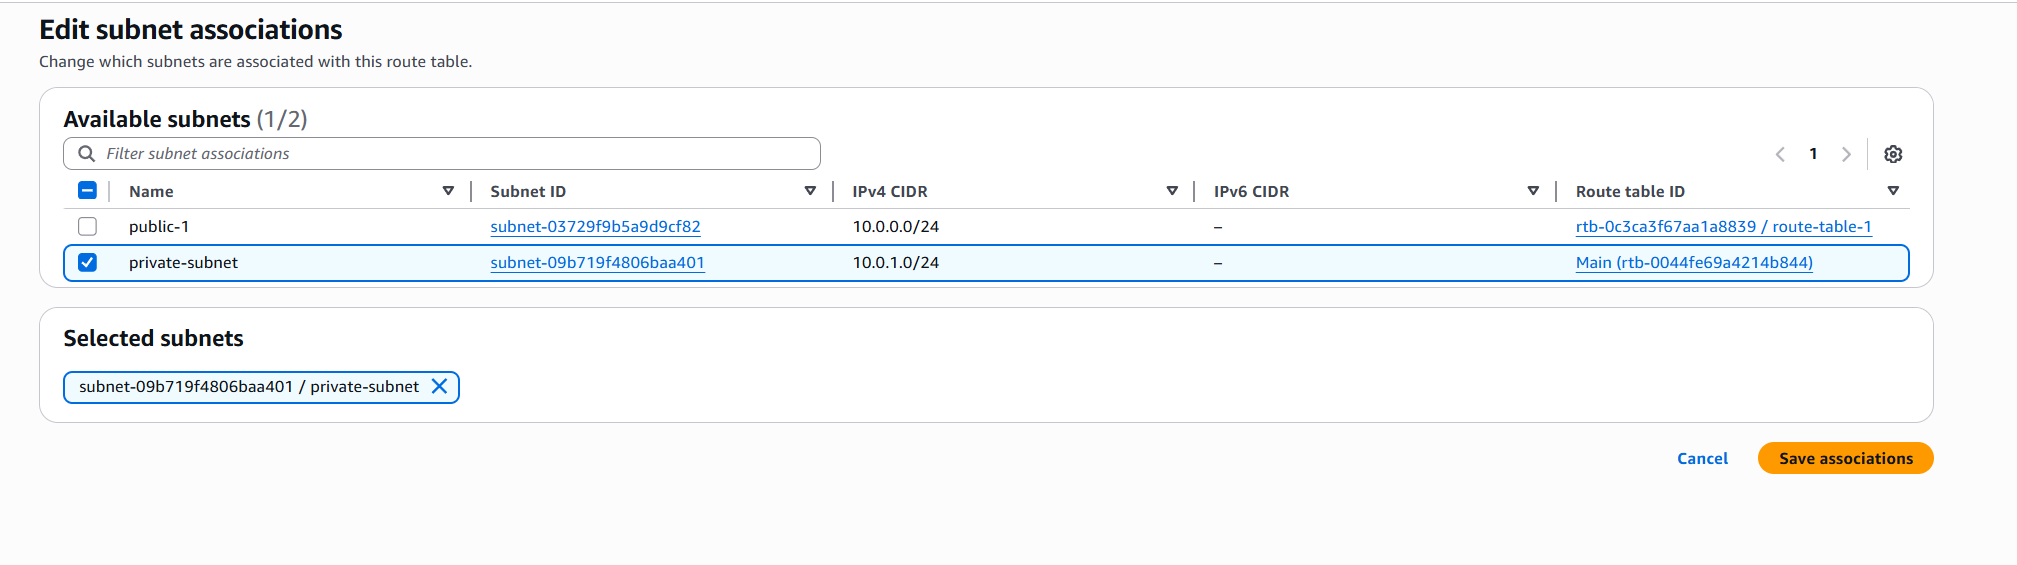 Edit subnet associations
Change which subnets are associated with this route table.
Available subnets (1/2)
Filter subnet associations
1
Name Subnet ID IPv4 CIDR IPv6 CIDR Route table ID
public-1 subnet-03729f9b5a9d9cf82 10.0.0.0/24 – rtb-0c3ca3f67aa1a8839 / route-table-1
private-subnet subnet-09b719f4806baa401 10.0.1.0/24 – Main (rtb-0044fe69a4214b844)
Selected subnets
subnet-09b719f4806baa401 / private-subnet
Cancel Save associations